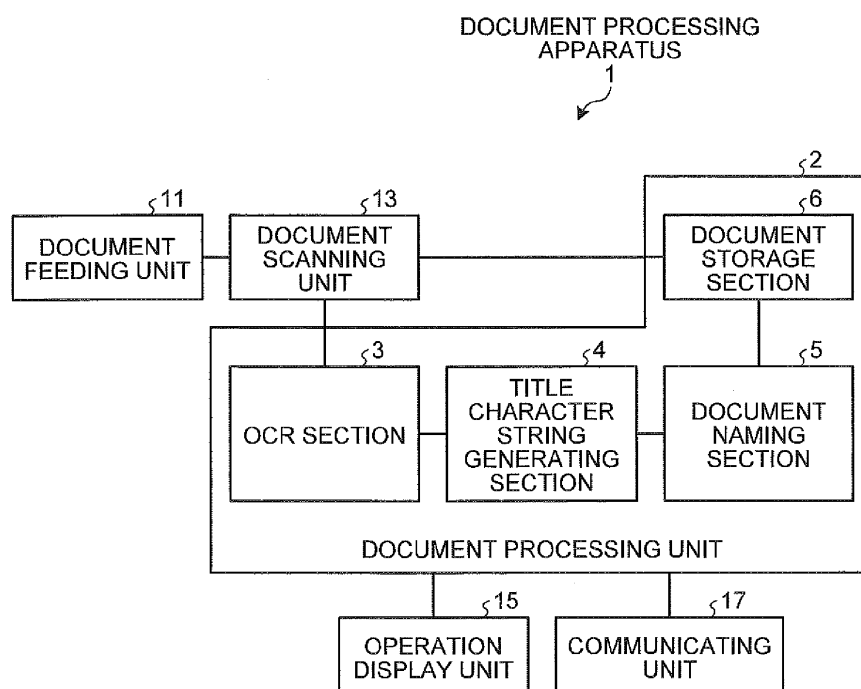 DOCUMENT PROCESSING
APPARATUS
1
2
11
13
6
DOCUMENT
FEEDING UNIT
DOCUMENT
SCANNING
UNIT
DOCUMENT
STORAGE
SECTION
3
4
5
OCR SECTION
TITLE
CHARACTER
STRING
GENERATING
SECTION
DOCUMENT
NAMING
SECTION
DOCUMENT PROCESSING UNIT
15
17
OPERATION
DISPLAY UNIT
COMMUNICATING
UNIT